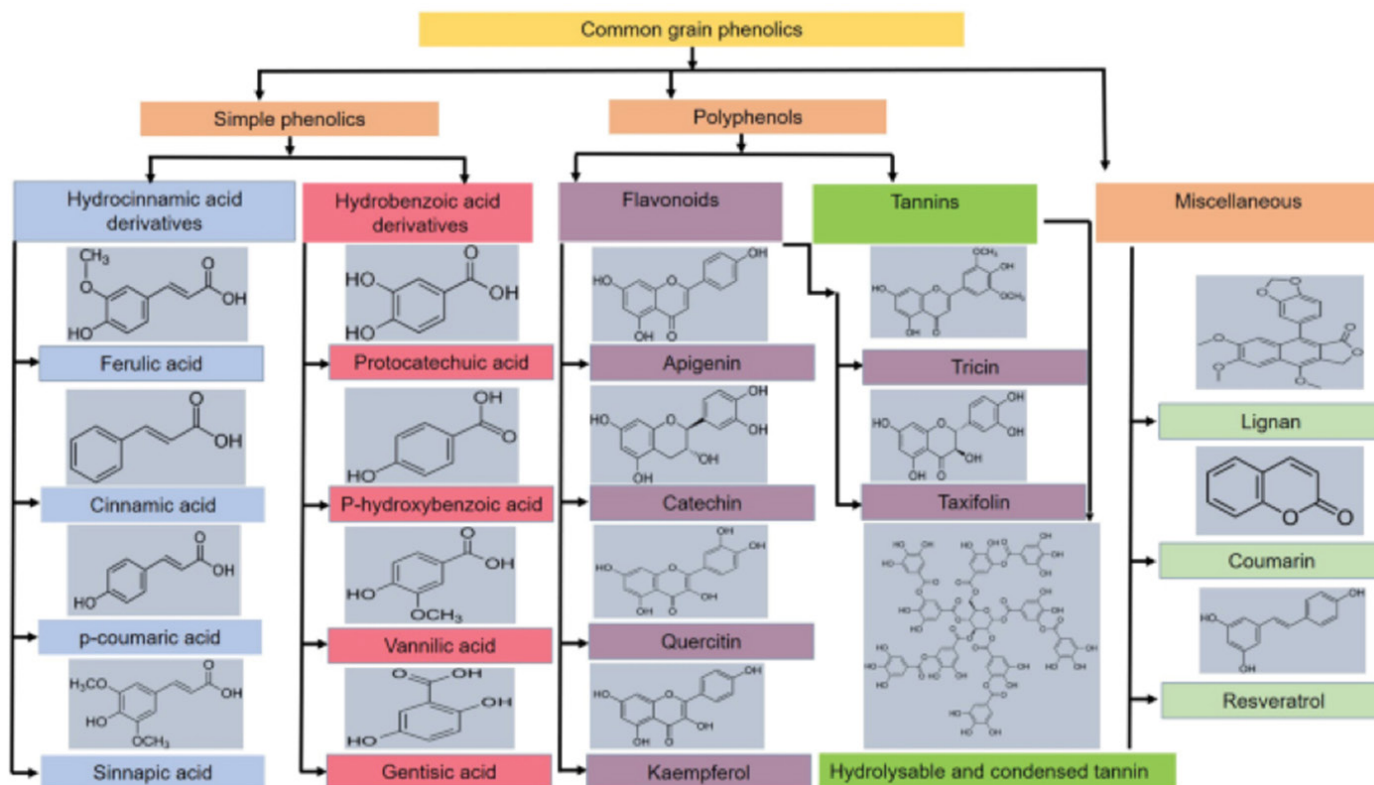 Common grain phenolics
Simple phenolics
Polyphenols
Hydrocinnamic acid
derivatives
Hydrobenzoic acid
derivatives
Flavonoids
Tannins
Miscellaneous
CH₃
O
O
OH
HO
Ferulic acid
O
OH
Cinnamic acid
O
OH
HO
p-coumaric acid
O
CH₃O
OH
HO
OCH₃
Sinnapic acid
O
HO
OH
HO
Protocatechuic acid
OH
O
HO
P-hydroxybenzoic acid
O
OH
HO
OCH₃
Vannilic acid
O
OH
OH
HO
Gentisic acid
OH
HO
O
OH
O
Apigenin
OH
OH
HO
O
OH
OH
Catechin
OH
OH
HO
O
OH
OH
O
Quercitin
OH
HO
O
OH
OH
O
Kaempferol
OCH₃
OH
HO
O
OCH₃
OH
O
Tricin
OH
OH
HO
O
OH
OH
O
Taxifolin
Hydrolysable and condensed tannin
Lignan
O
O
Coumarin
OH
HO
OH
Resveratrol